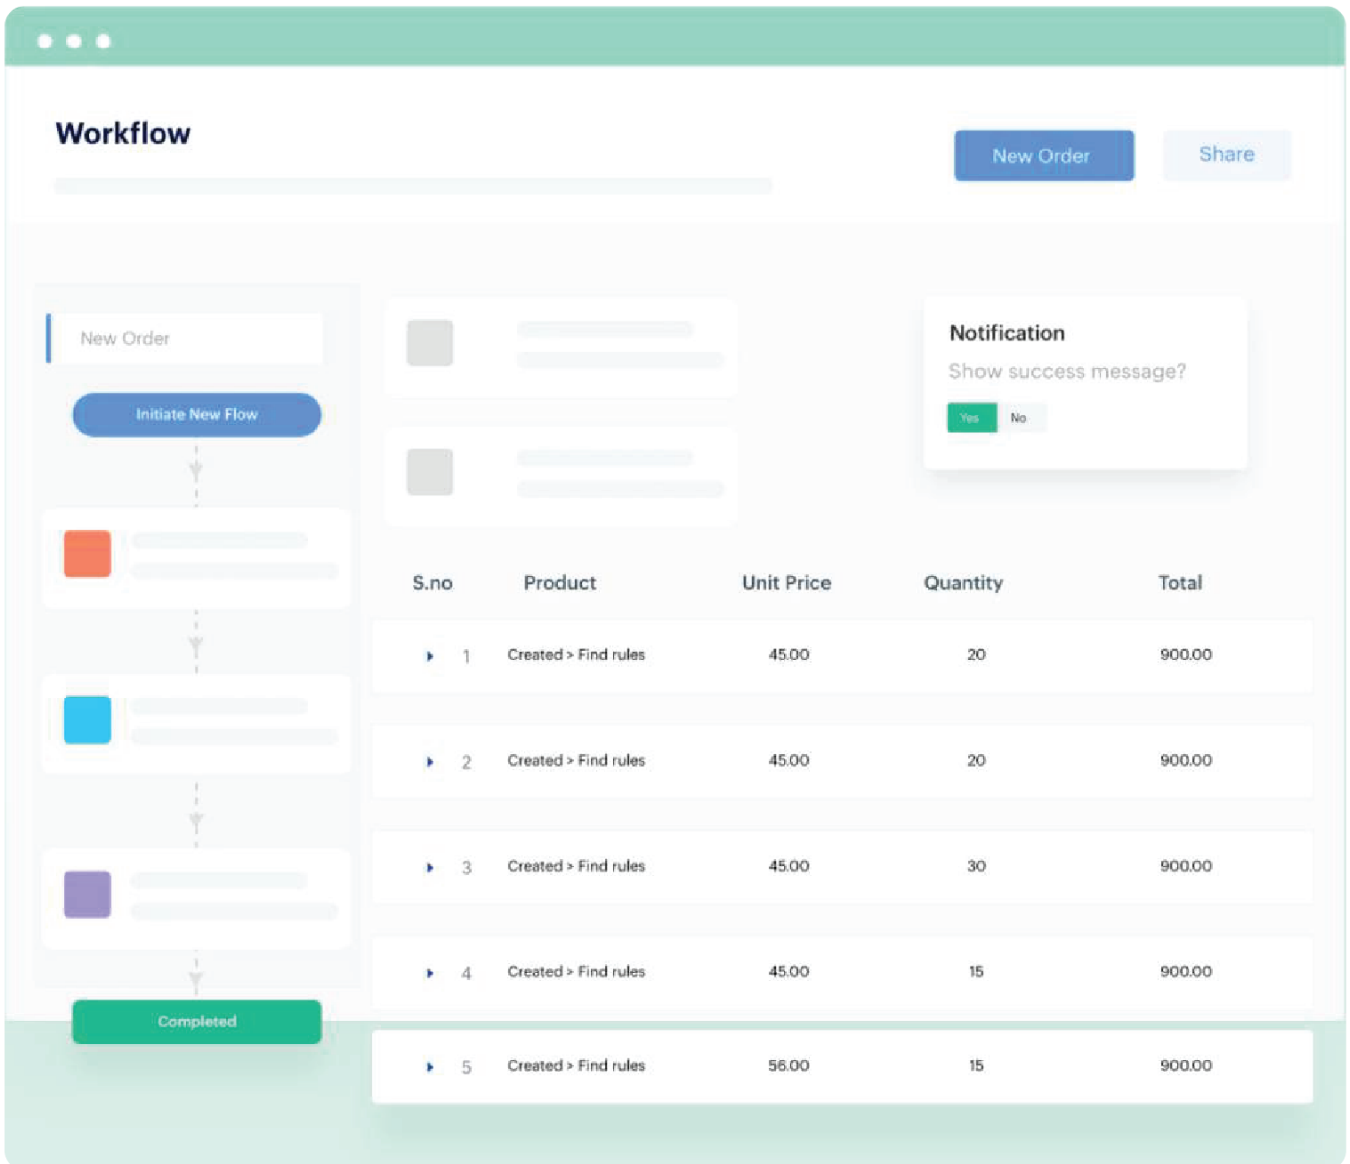 Workflow
New Order
Share
New Order
Initiate New Flow
Completed
Notification
Show success message?
Yes No
S.no Product Unit Price Quantity Total
1 Created > Find rules 45.00 20 900.00
2 Created > Find rules 45.00 20 900.00
3 Created > Find rules 45.00 30 900.00
4 Created > Find rules 45.00 15 900.00
5 Created > Find rules 56.00 15 900.00